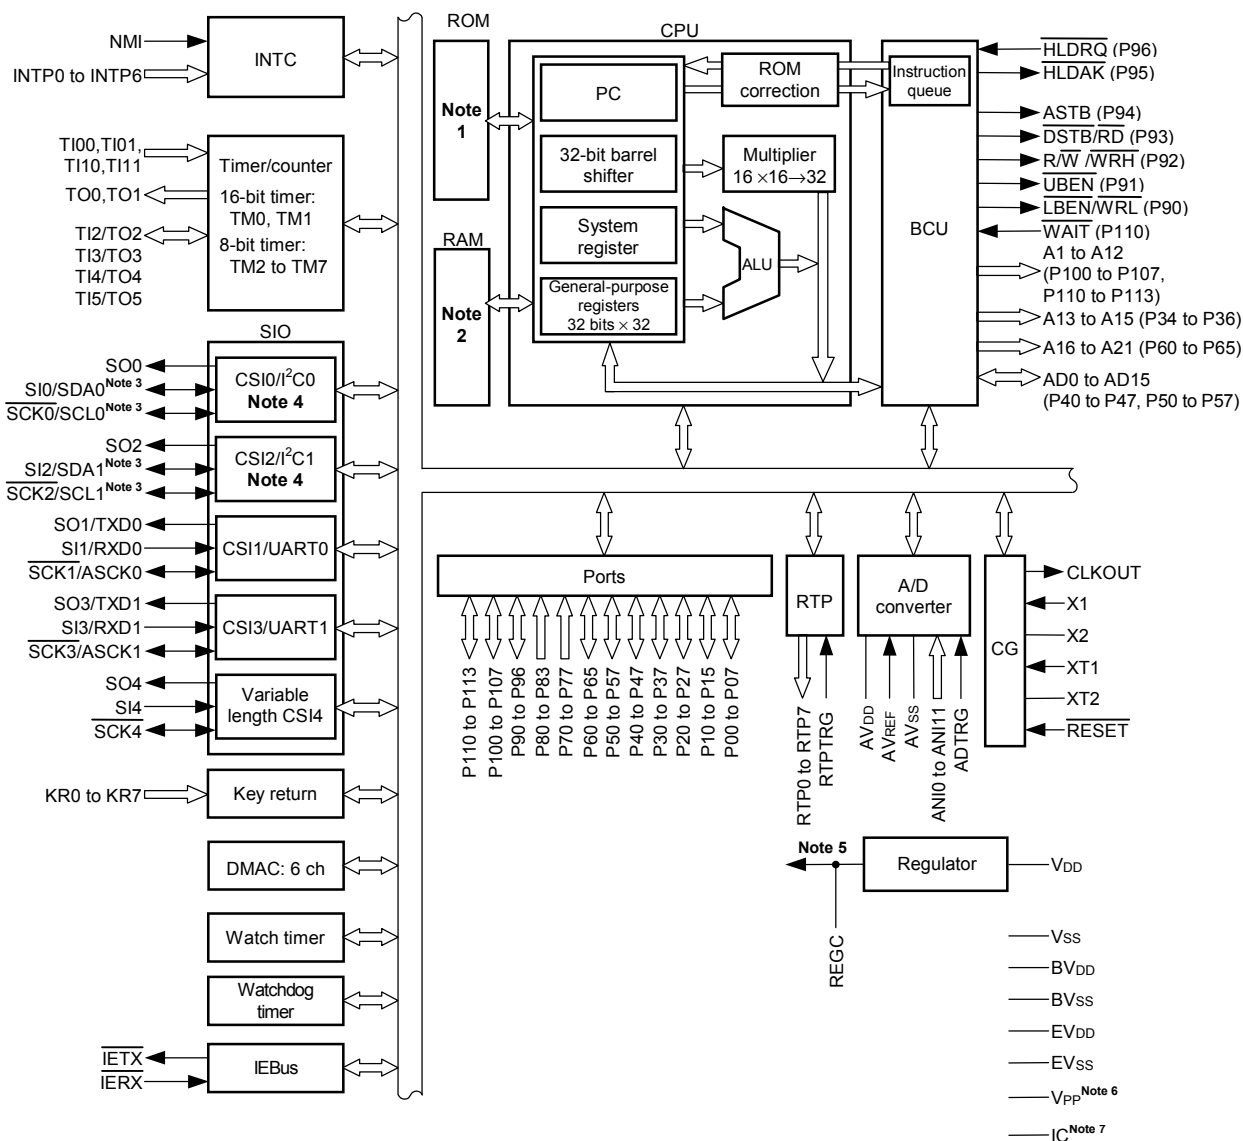 NMI
INTP0 to INTP6
INTC
TI00,TI01,
TI10,TI11
TO0,TO1
TI2/TO2
TI3/TO3
TI4/TO4
TI5/TO5
Timer/counter
16-bit timer:
TM0, TM1
8-bit timer:
TM2 to TM7
SIO
SO0
SI0/SDA0Note 3
SCK0/SCL0Note 3
CSI0/I²C0
Note 4
SO2
SI2/SDA1Note 3
SCK2/SCL1Note 3
CSI2/I²C1
Note 4
SO1/TXD0
SI1/RXD0
SCK1/ASCK0
CSI1/UART0
SO3/TXD1
SI3/RXD1
SCK3/ASCK1
CSI3/UART1
SO4
SI4
SCK4
Variable
length CSI4
KR0 to KR7
Key return
DMAC: 6 ch
Watch timer
Watchdog
timer
IETX
IERX
IEBus
ROM
Note
1
RAM
Note
2
CPU
PC
32-bit barrel
shifter
System
register
General-purpose
registers
32 bits × 32
ROM
correction
Multiplier
16 ×16→32
ALU
Instruction
queue
BCU
HLDRQ (P96)
HLDAK (P95)
ASTB (P94)
DSTB/RD (P93)
R/W /WRH (P92)
UBEN (P91)
LBEN/WRL (P90)
WAIT (P110)
A1 to A12
(P100 to P107,
P110 to P113)
A13 to A15 (P34 to P36)
A16 to A21 (P60 to P65)
AD0 to AD15
(P40 to P47, P50 to P57)
Ports
P110 to P113
P100 to P107
P90 to P96
P80 to P83
P70 to P77
P60 to P65
P50 to P57
P40 to P47
P30 to P37
P20 to P27
P10 to P15
P00 to P07
RTP
RTP0 to RTP7
RTPTRG
A/D
converter
AVDD
AVREF
AVSS
ANI0 to ANI11
ADTRG
CG
CLKOUT
X1
X2
XT1
XT2
RESET
Note 5
Regulator
VDD
REGC
VSS
BVDD
BVSS
EVDD
EVSS
VPPNote 6
ICNote 7